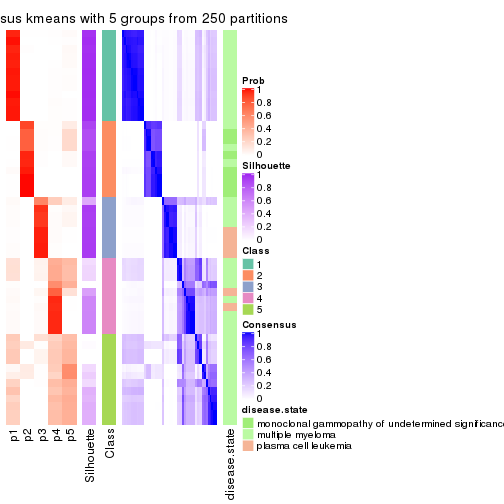 sus kmeans with 5 groups from 250 partitions
Prob
1
0.8
0.6
0.4
0.2
0
Silhouette
1
0.8
0.6
0.4
0.2
0
Class
1
2
3
4
5
Consensus
1
0.8
0.6
0.4
0.2
0
disease.state
monoclonal gammopathy of undetermined significance
multiple myeloma
plasma cell leukemia
p1
p2
p3
p4
p5
Silhouette
Class
disease.state